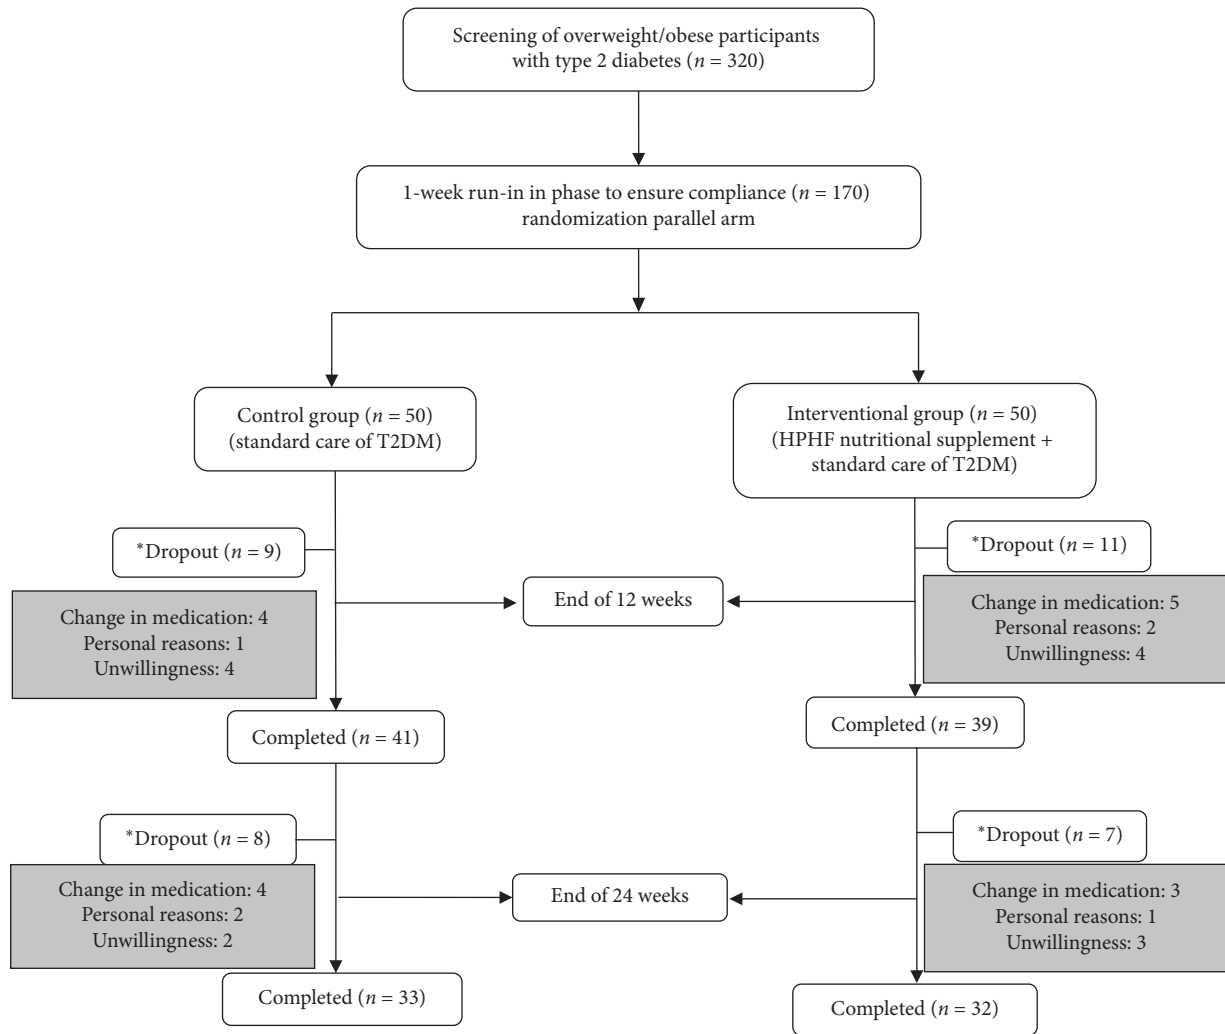 Screening of overweight/obese participants
with type 2 diabetes (n = 320)
1-week run-in in phase to ensure compliance (n = 170)
randomization parallel arm
Control group (n = 50)
(standard care of T2DM)
Interventional group (n = 50)
(HPHF nutritional supplement +
standard care of T2DM)
*Dropout (n = 9)
*Dropout (n = 11)
Change in medication: 4
Personal reasons: 1
Unwillingness: 4
End of 12 weeks
Change in medication: 5
Personal reasons: 2
Unwillingness: 4
Completed (n = 41)
Completed (n = 39)
*Dropout (n = 8)
*Dropout (n = 7)
Change in medication: 4
Personal reasons: 2
Unwillingness: 2
End of 24 weeks
Change in medication: 3
Personal reasons: 1
Unwillingness: 3
Completed (n = 33)
Completed (n = 32)